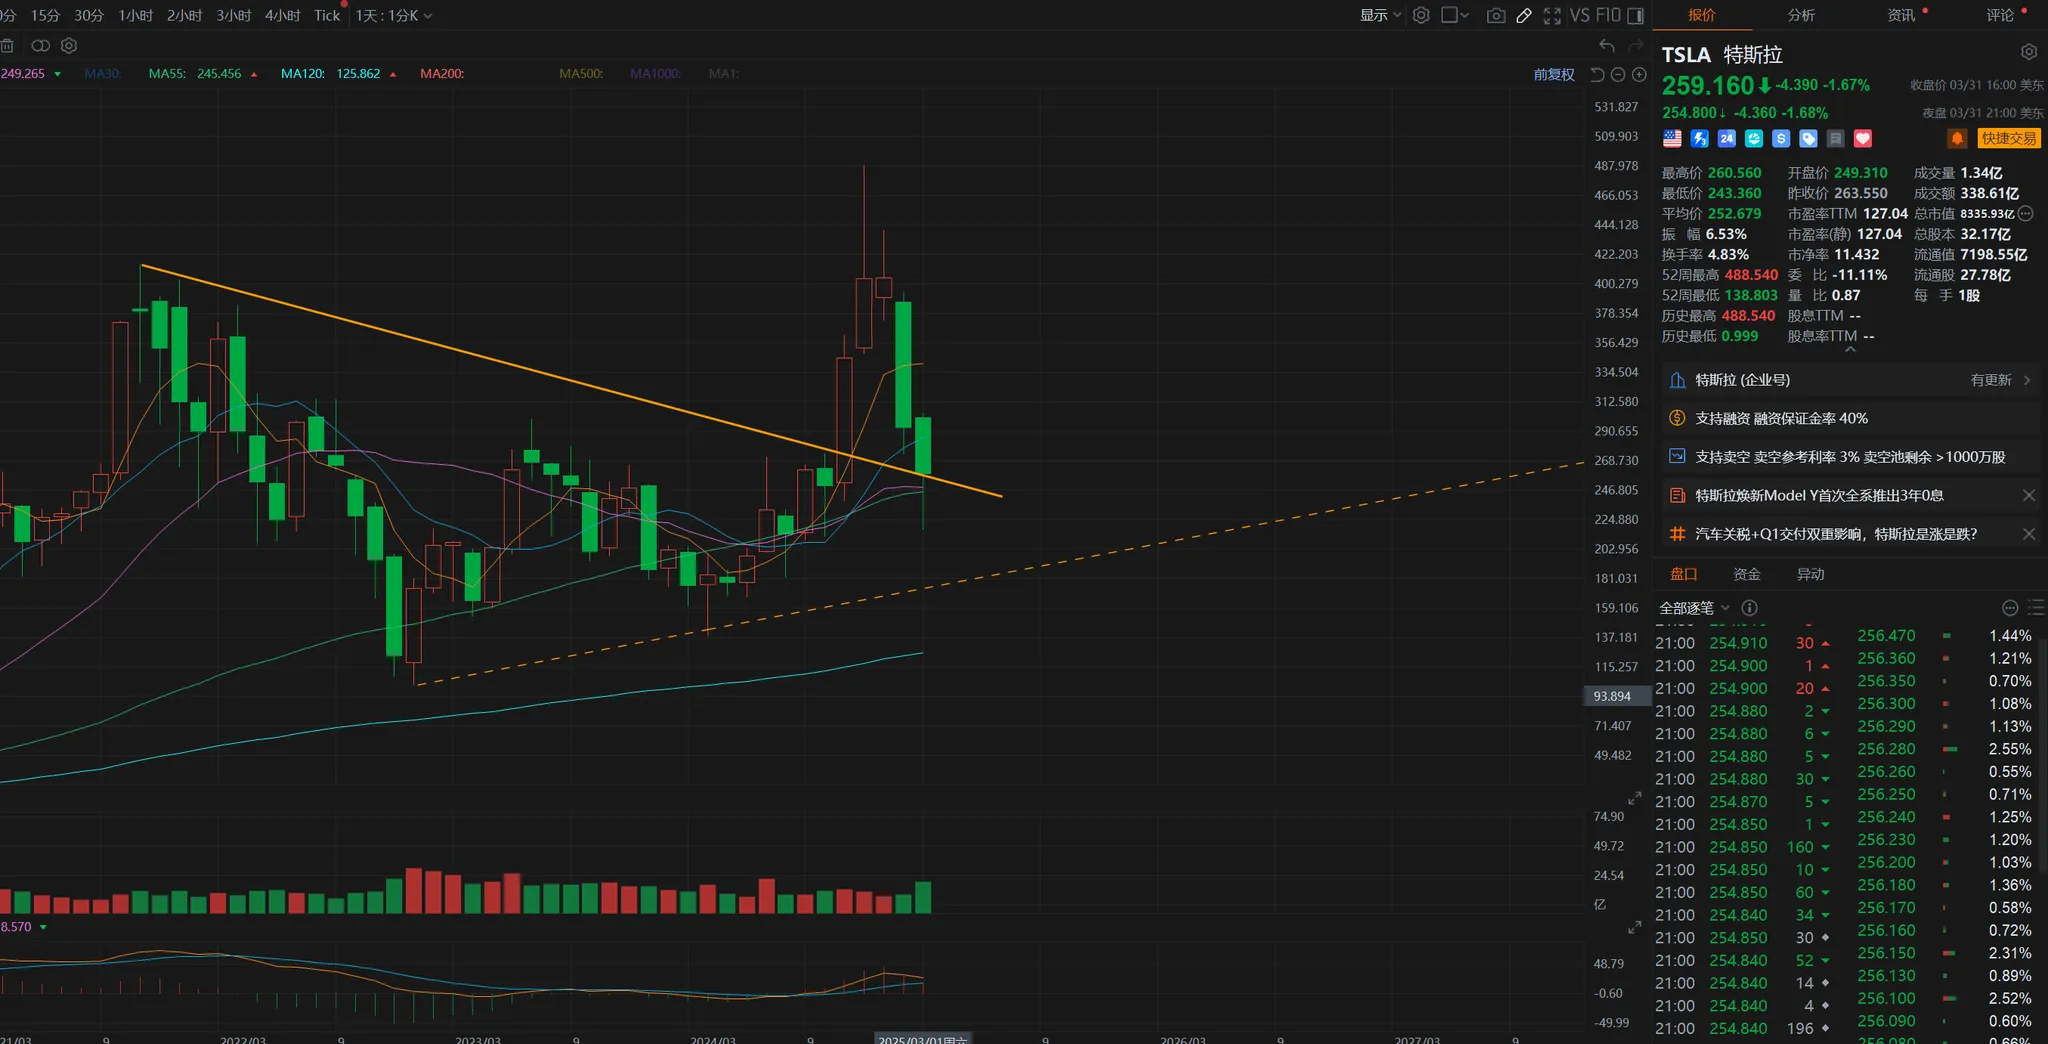 15分 30分 1小时 2小时 3小时 4小时 Tick 1天 : 1分K
显示 VS F10
249.265 MA30: MA55: 245.456 MA120: 125.862 MA200: MA500: MA1000: MA1:
前复权
531.827
509.903
487.978
466.053
444.128
422.203
400.279
378.354
356.429
334.504
312.580
290.655
268.730
246.805
224.880
202.956
181.031
159.106
137.181
115.257
93.894
71.407
49.482
74.90
49.72
24.54
亿
8.570
48.79
-0.60
-49.99
21/03 9 2022/03 9 2023/03 9 2024/03 9 2025/03/01周六 9 2026/03 9 2027/03 9
报价 分析 资讯 评论
TSLA 特斯拉
259.160 -4.390 -1.67% 收盘价 03/31 16:00 美东
254.800↓ -4.360 -1.68% 夜盘 03/31 21:00 美东
24 快捷交易
最高价 260.560 开盘价 249.310 成交量 1.34亿
最低价 243.360 昨收价 263.550 成交额 338.61亿
平均价 252.679 市盈率TTM 127.04 总市值 8335.93亿
振 幅 6.53% 市盈率(静) 127.04 总股本 32.17亿
换手率 4.83% 市净率 11.432 流通值 7198.55亿
52周最高 488.540 委 比 -11.11% 流通股 27.78亿
52周最低 138.803 量 比 0.87 每 手 1股
历史最高 488.540 股息TTM --
历史最低 0.999 股息率TTM --
特斯拉 (企业号) 有更新
支持融资 融资保证金率 40%
支持卖空 卖空参考利率 3% 卖空池剩余 >1000万股
特斯拉焕新Model Y首次全系推出3年0息
汽车关税+Q1交付双重影响，特斯拉是涨是跌?
盘口 资金 异动
全部逐笔
21:00 254.910 30
21:00 254.900 1
21:00 254.900 20
21:00 254.880 2
21:00 254.880 6
21:00 254.880 5
21:00 254.880 30
21:00 254.870 5
21:00 254.850 1
21:00 254.850 160
21:00 254.850 10
21:00 254.850 60
21:00 254.840 34
21:00 254.850 30
21:00 254.840 52
21:00 254.840 14
21:00 254.840 4
21:00 254.840 196
256.470 1.44%
256.360 1.21%
256.350 0.70%
256.300 1.08%
256.290 1.13%
256.280 2.55%
256.260 0.55%
256.250 0.71%
256.240 1.25%
256.230 1.20%
256.200 1.03%
256.180 1.36%
256.170 0.58%
256.160 0.72%
256.150 2.31%
256.130 0.89%
256.100 2.52%
256.090 0.60%